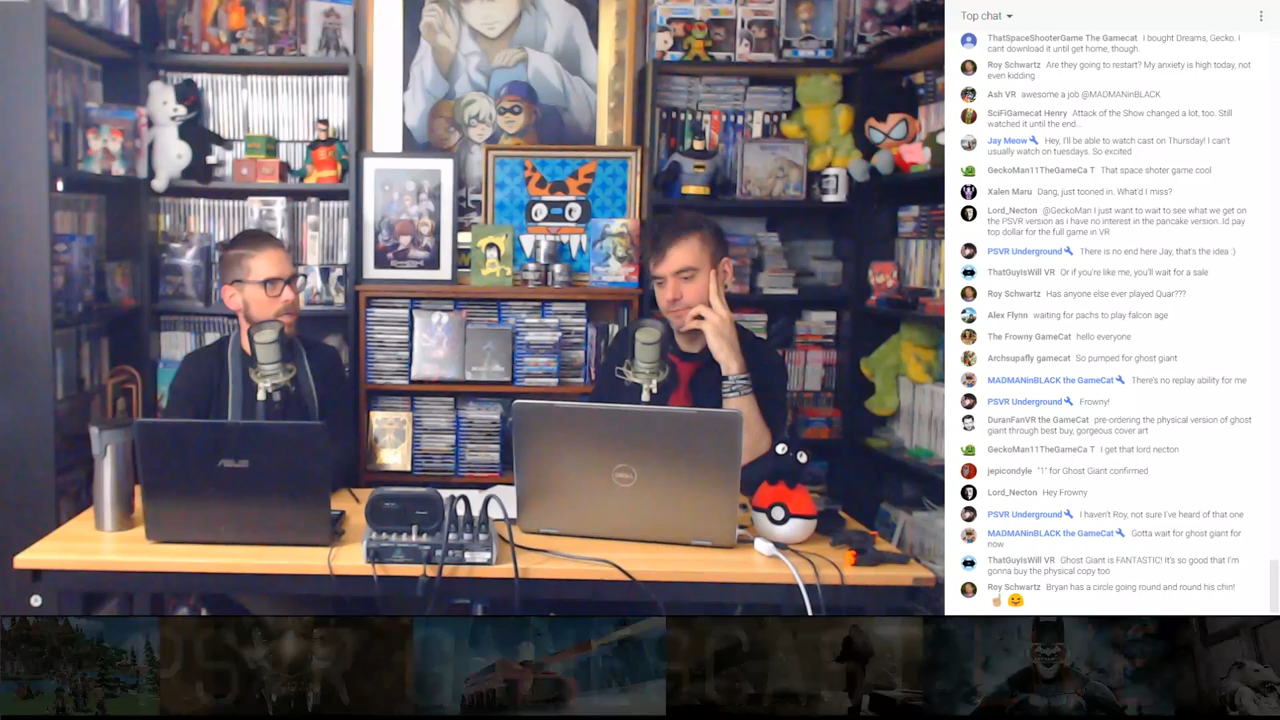 Top chat
ThatSpaceShooterGame The Gamecat I bought Dreams, Gecko. I
cant download it until get home, though.
Roy Schwartz Are they going to restart? My anxiety is high today, not
even kidding
Ash VR awesome a job @MADMANinBLACK
SciFiGamecat Henry Attack of the Show changed a lot, too. Still
watched it until the end...
Jay Meow Hey, I'll be able to watch cast on Thursday! I can't
usually watch on tuesdays. So excited
GeckoMan11TheGameCa T That space shoter game cool
Xalen Maru Dang, just tooned in. What'd I miss?
Lord_Necton @GeckoMan I just want to wait to see what we get on
the PSVR version as i have no interest in the pancake version..Id pay
top dollar for the full game in VR
PSVR Underground There is no end here Jay, that's the idea :)
ThatGuyIsWill VR Or if you're like me, you'll wait for a sale
Roy Schwartz Has anyone else ever played Quar???
Alex Flynn waiting for pachs to play falcon age
The Frowny GameCat hello everyone
Archsupafly gamecat So pumped for ghost giant
MADMANinBLACK the GameCat There's no replay ability for me
PSVR Underground Frowny!
DuranFanVR the GameCat pre-ordering the physical version of ghost
giant through best buy, gorgeous cover art
GeckoMan11TheGameCa T I get that lord necton
jepicondyle "1" for Ghost Giant confirmed
Lord_Necton Hey Frowny
PSVR Underground I haven't Roy, not sure I've heard of that one
MADMANinBLACK the GameCat Gotta wait for ghost giant for
now
ThatGuyIsWill VR Ghost Giant is FANTASTIC! It's so good that I'm
gonna buy the physical copy too
Roy Schwartz Bryan has a circle going round and round his chin!
ASUS
DELL
PSVR GAMESCAST LIVE